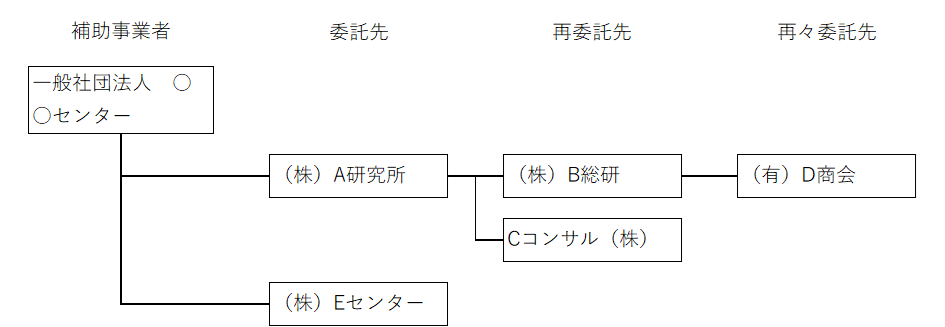 補助事業者　委託先　再委託先　再々委託先
一般社団法人　○
○センター
（株）A研究所　（株）B総研　（有）D商会
Cコンサル（株）
（株）Eセンター